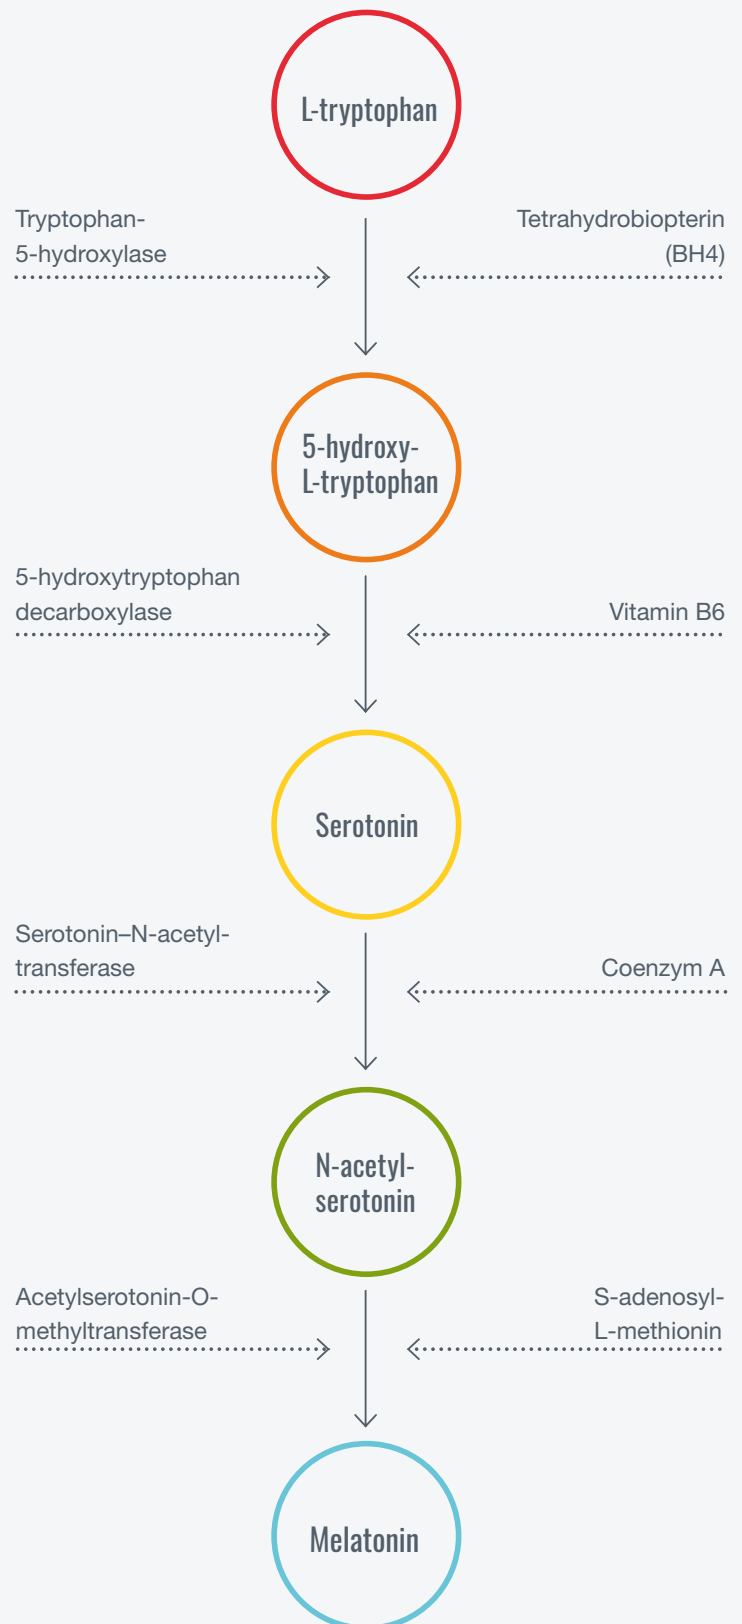 L-tryptophan
Tryptophan-
5-hydroxylase
Tetrahydrobiopterin
(BH4)
5-hydroxy-
L-tryptophan
5-hydroxytryptophan
decarboxylase
Vitamin B6
Serotonin
Serotonin–N-acetyl-
transferase
Coenzym A
N-acetyl-
serotonin
Acetylserotonin-O-
methyltransferase
S-adenosyl-
L-methionin
Melatonin